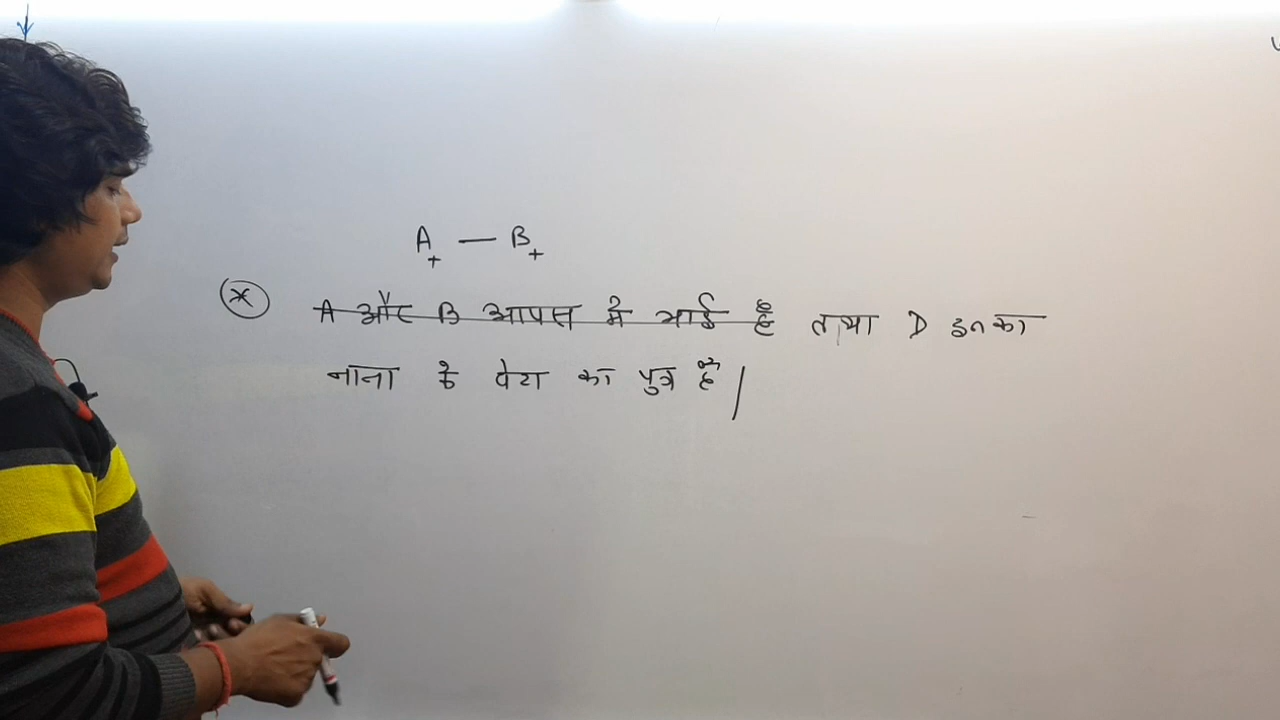 A+ — B+
(*) A और B आपस में भाई है तथा D इनका
नाना के बेटा का पुत्र है |